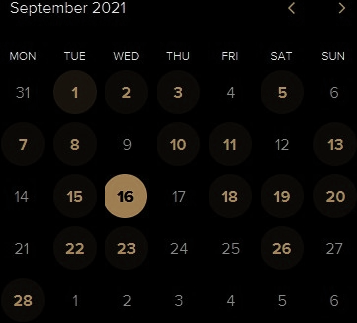 September 2021
MON TUE WED THU FRI SAT SUN
31 1 2 3 4 5 6
7 8 9 10 11 12 13
14 15 16 17 18 19 20
21 22 23 24 25 26 27
28 1 2 3 4 5 6